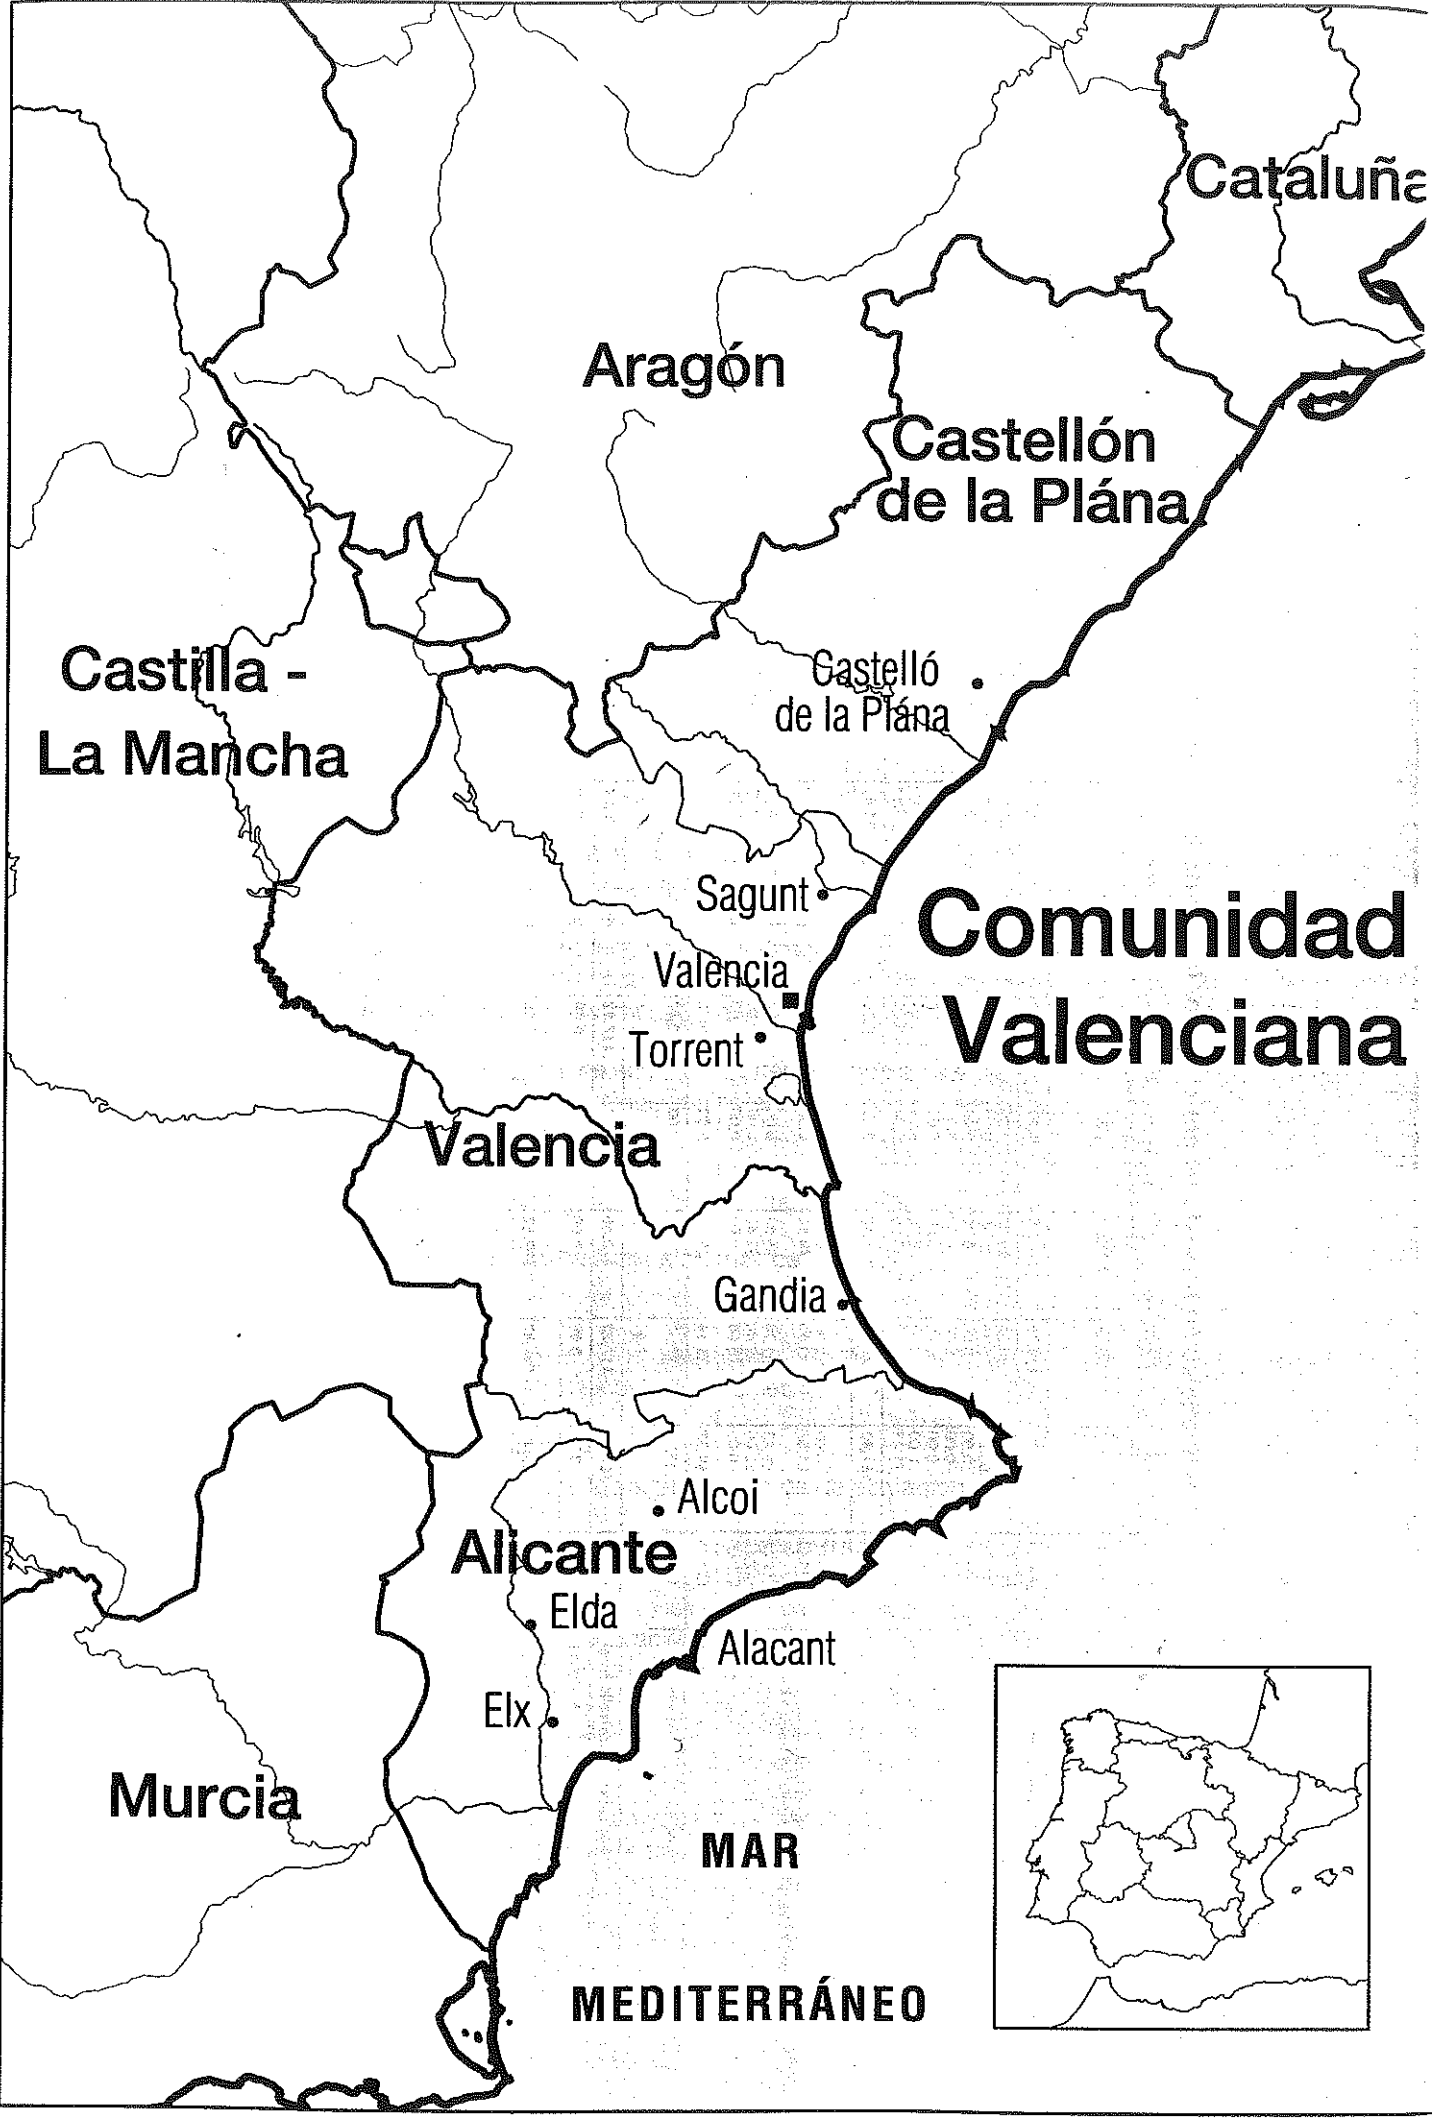 Cataluña
Aragón
Castellón
de la Plána
Castilla -
La Mancha
Castelló
de la Plána
Sagunt
Comunidad
Valenciana
Valencia
Torrent
Valencia
Gandia
Alcoi
Alicante
Elda
Alacant
Elx
Murcia
MAR
MEDITERRÁNEO